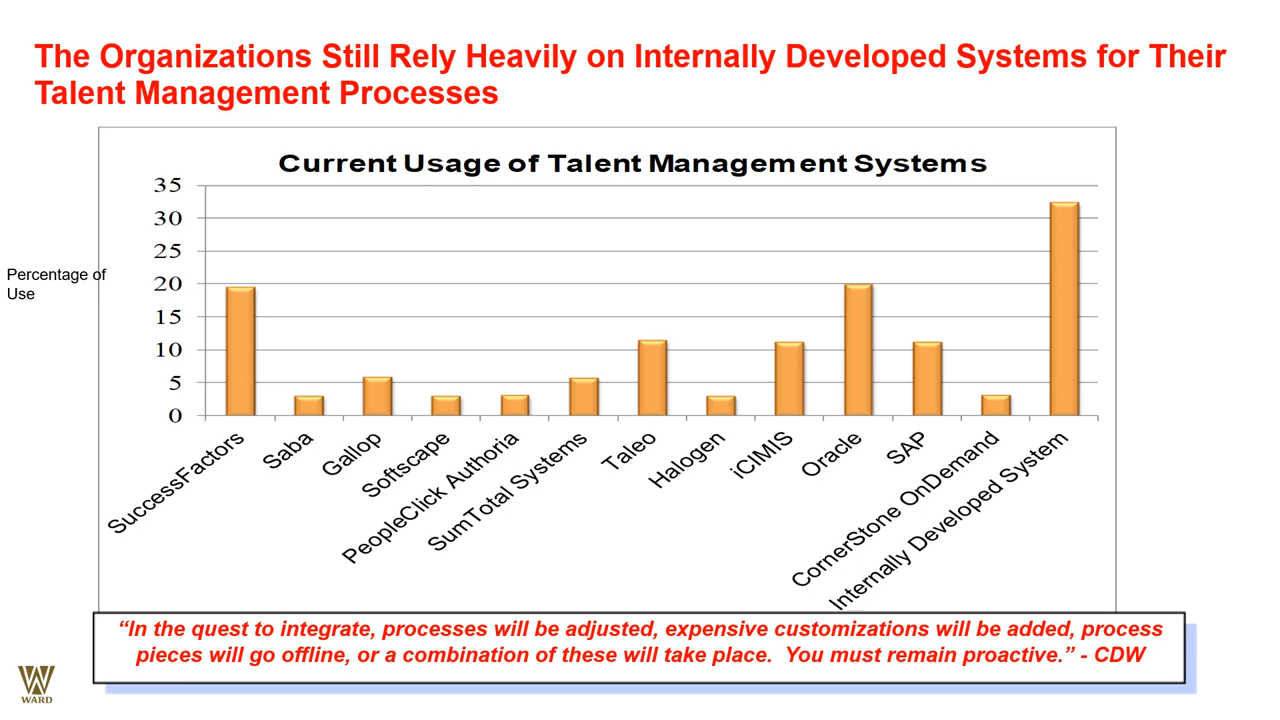 The Organizations Still Rely Heavily on Internally Developed Systems for Their
Talent Management Processes
Current Usage of Talent Management Systems
35
30
25
20
15
10
5
0
Percentage of
Use
SuccessFactors
Saba
Gallop
Softscape
PeopleClick Authoria
SumTotal Systems
Taleo
Halogen
iCIMIS
Oracle
SAP
CornerStone OnDemand
Internally Developed System
“In the quest to integrate, processes will be adjusted, expensive customizations will be added, process
pieces will go offline, or a combination of these will take place.  You must remain proactive.” - CDW
WARD